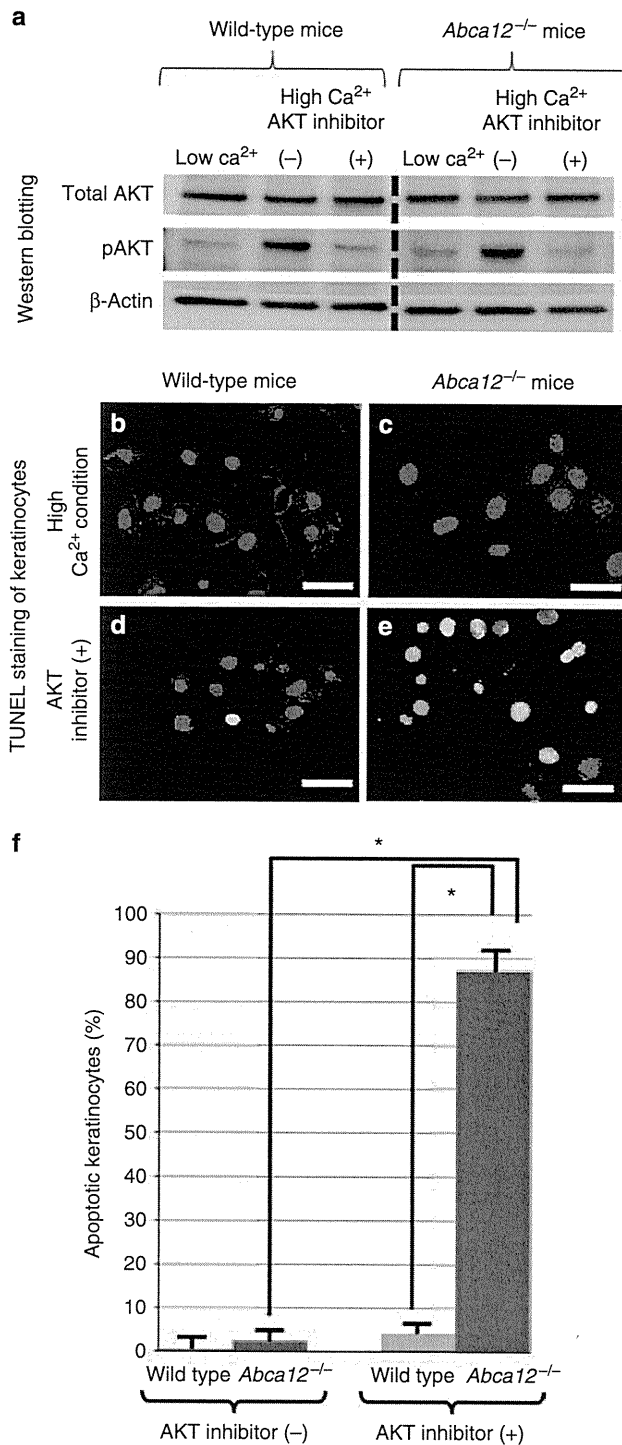 a
Wild-type mice
Abca12–/– mice
High Ca2+
AKT inhibitor
High Ca2+
AKT inhibitor
Low ca2+
(–)
(+)
Low ca2+
(–)
(+)
Western blotting
Total AKT
pAKT
β-Actin
Wild-type mice
Abca12–/– mice
TUNEL staining of keratinocytes
High
Ca2+ condition
b
c
AKT
inhibitor (+)
d
e
f
*
*
Apoptotic keratinocytes (%)
100
90
80
70
60
50
40
30
20
10
0
Wild type
Abca12–/–
Wild type
Abca12–/–
AKT inhibitor (–)
AKT inhibitor (+)